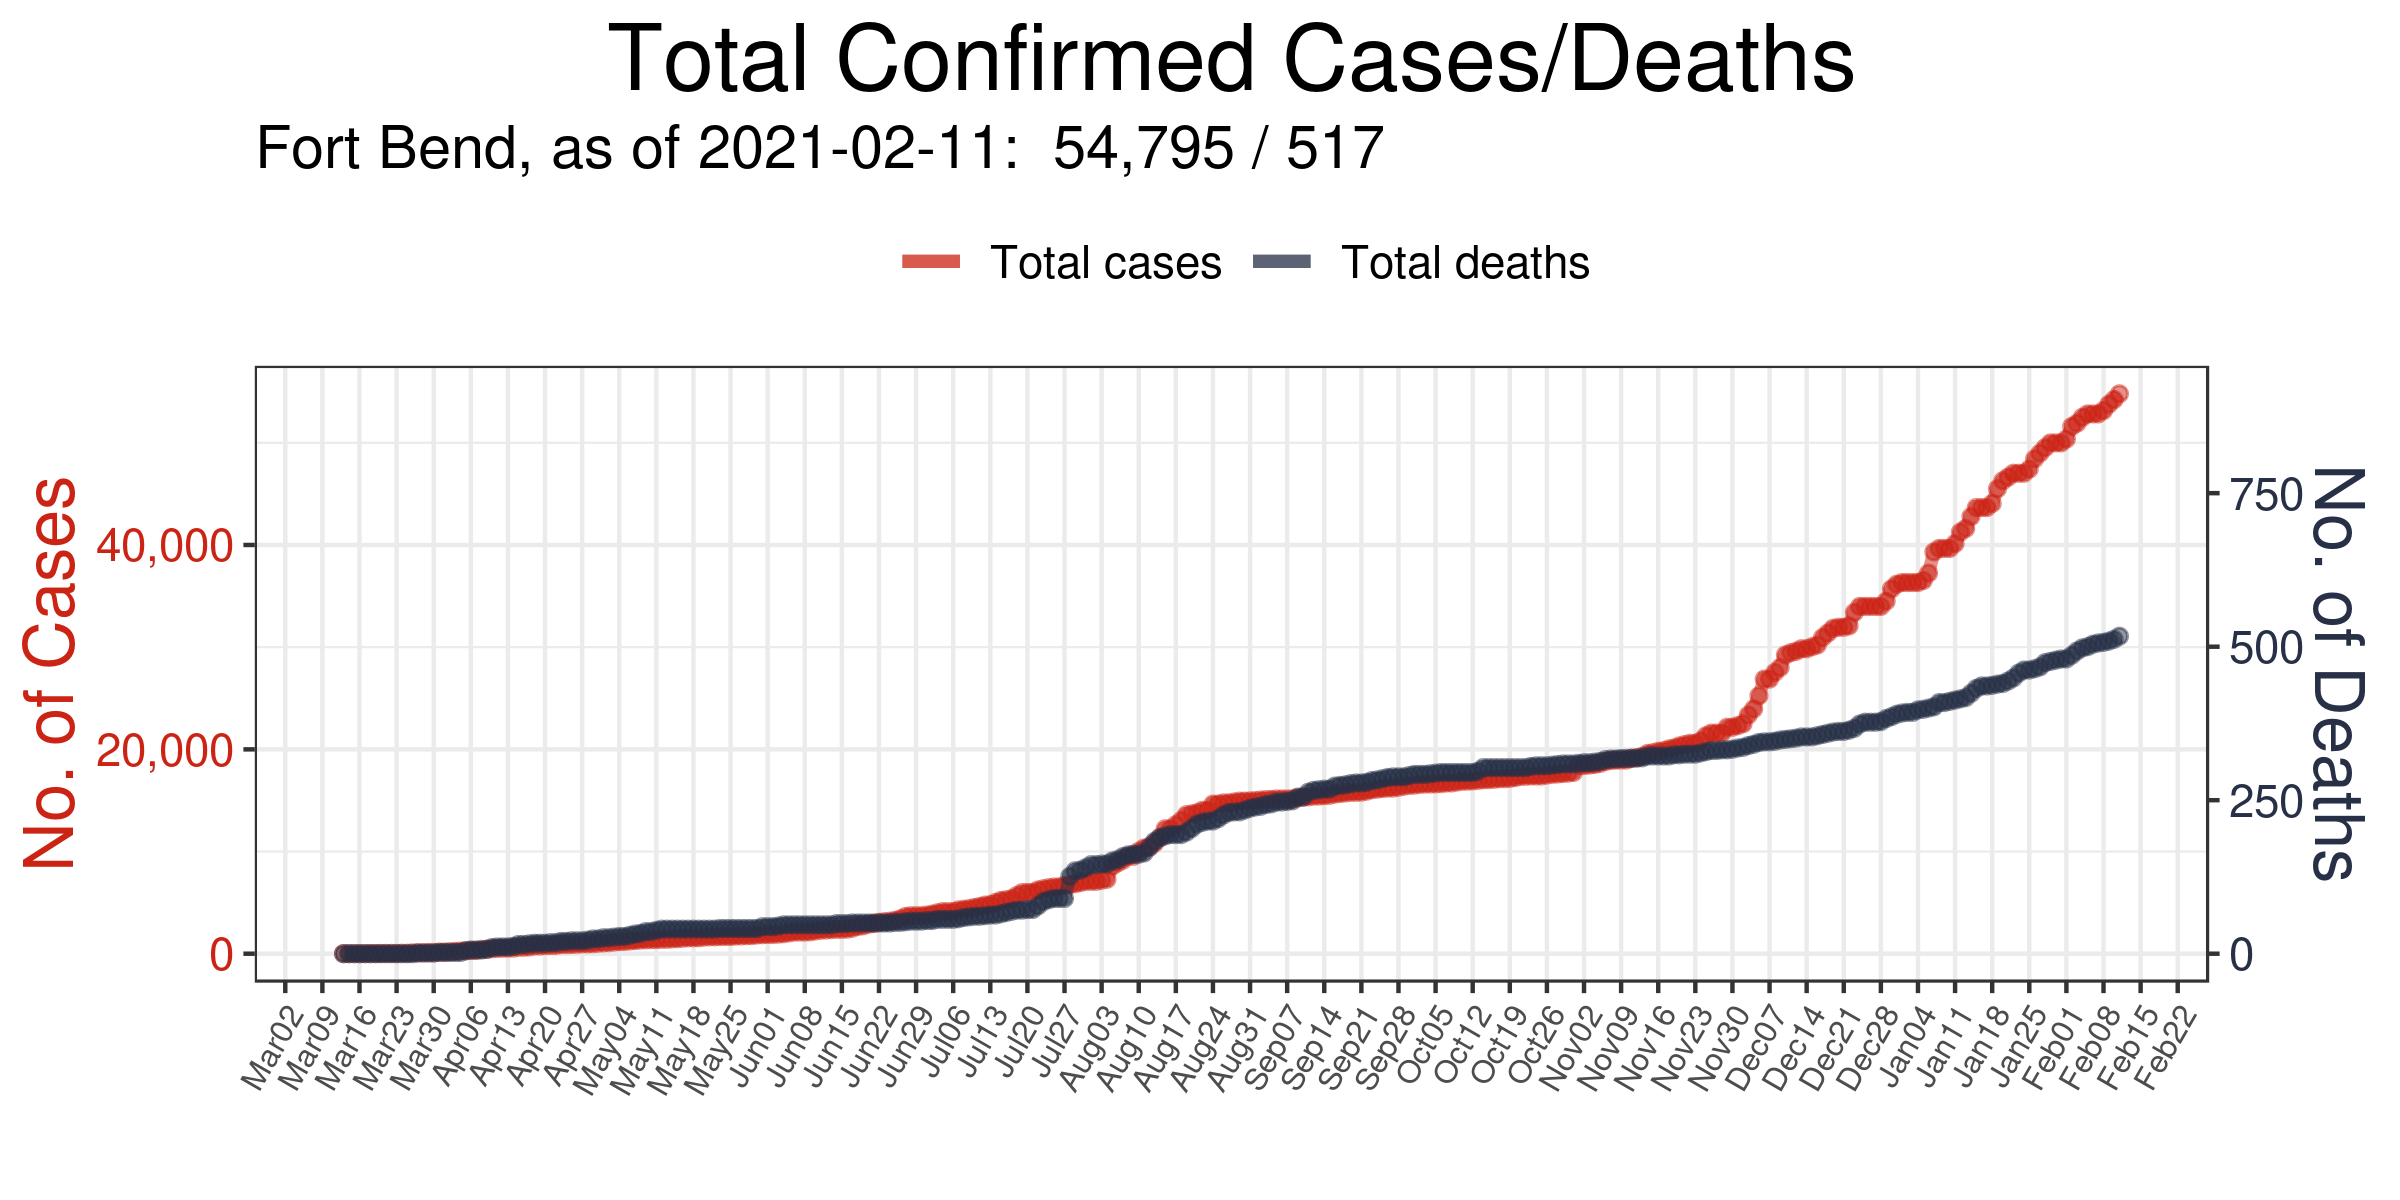 Total Confirmed Cases/Deaths
Fort Bend, as of 2021-02-11:  54,795 / 517
Total cases
Total deaths
No. of Cases
40,000
20,000
0
750
500
250
0
No. of Deaths
Mar02
Mar09
Mar16
Mar23
Mar30
Apr06
Apr13
Apr20
Apr27
May04
May11
May18
May25
Jun01
Jun08
Jun15
Jun22
Jun29
Jul06
Jul13
Jul20
Jul27
Aug03
Aug10
Aug17
Aug24
Aug31
Sep07
Sep14
Sep21
Sep28
Oct05
Oct12
Oct19
Oct26
Nov02
Nov09
Nov16
Nov23
Nov30
Dec07
Dec14
Dec21
Dec28
Jan04
Jan11
Jan18
Jan25
Feb01
Feb08
Feb15
Feb22